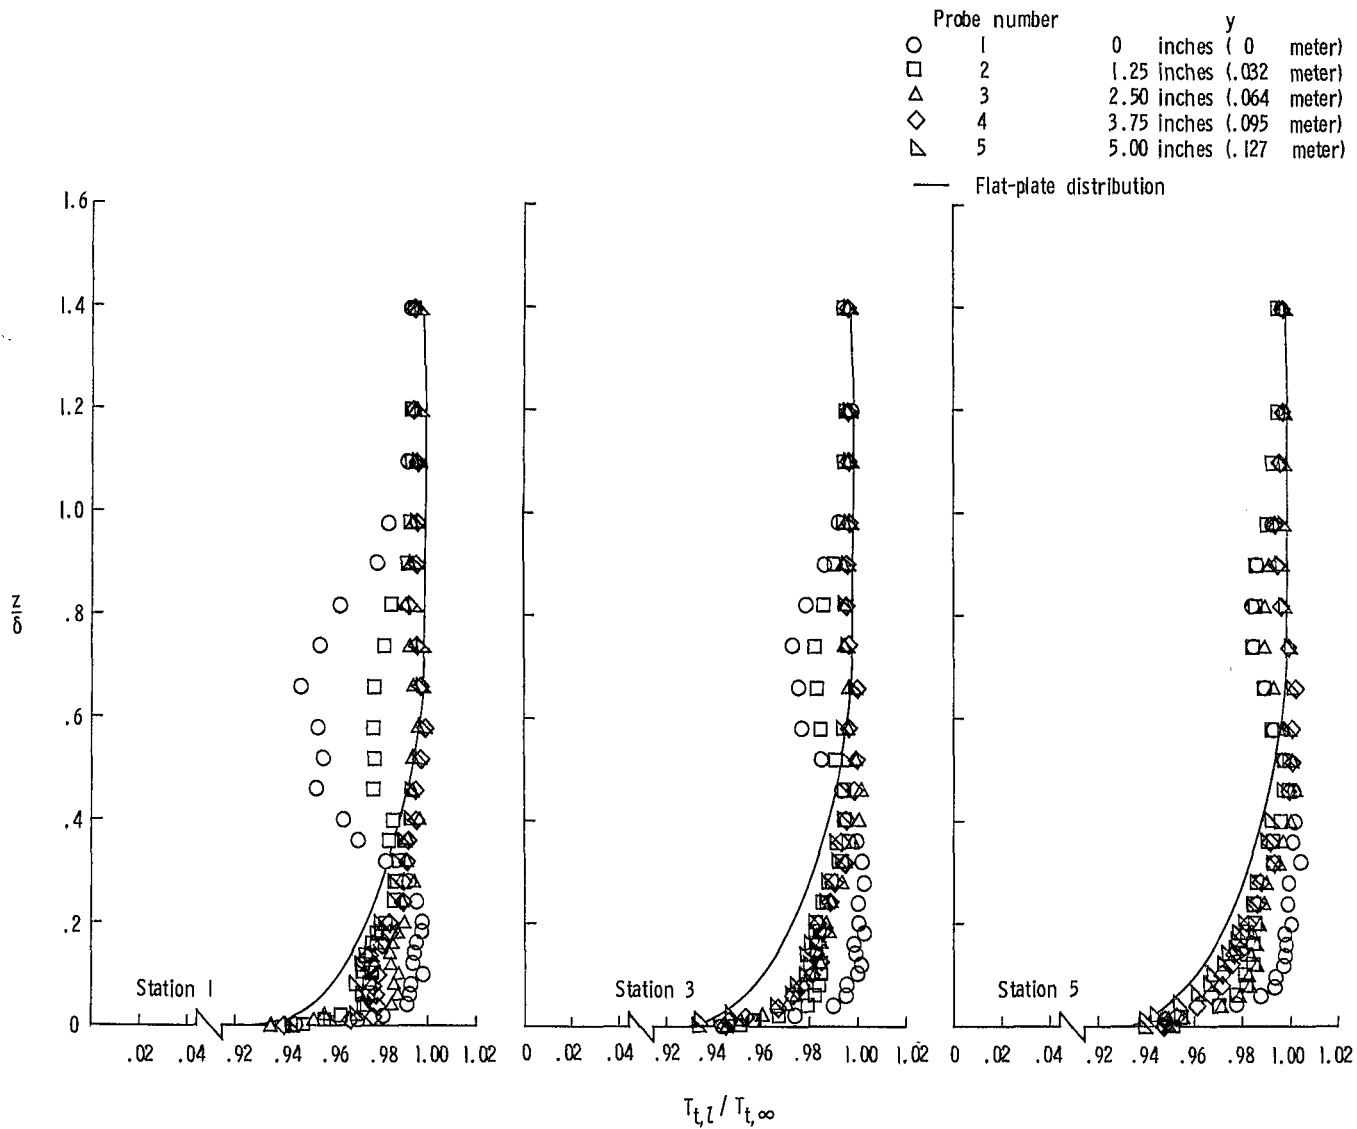 Probe number y
1 0 inches ( 0 meter)
2 1.25 inches (.032 meter)
3 2.50 inches (.064 meter)
4 3.75 inches (.095 meter)
5 5.00 inches (.127 meter)
Flat-plate distribution
1.6
1.4
1.2
1.0
.8
.6
.4
.2
0
z/δ
Station 1
Station 3
Station 5
.02 .04 .92 .94 .96 .98 1.00 1.02
0 .02 .04 .92 .94 .96 .98 1.00 1.02
0 .02 .04 .92 .94 .96 .98 1.00 1.02
T_{t,l} / T_{t,∞}